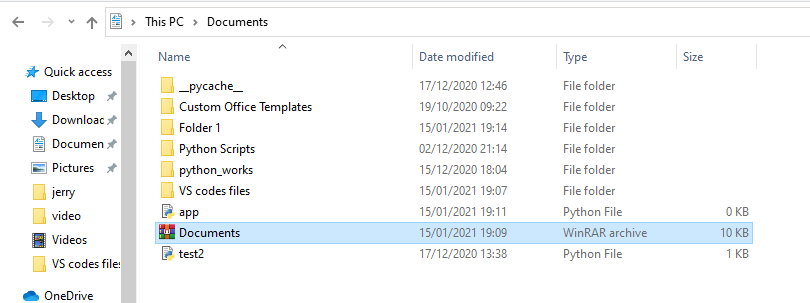 This PC > Documents
Name Date modified Type Size
Quick access
Desktop
Downloac
Documen
Pictures
jerry
video
Videos
VS codes files
OneDrive
__pycache__ 17/12/2020 12:46 File folder
Custom Office Templates 19/10/2020 09:22 File folder
Folder 1 15/01/2021 19:14 File folder
Python Scripts 02/12/2020 21:14 File folder
python_works 15/12/2020 18:04 File folder
VS codes files 15/01/2021 19:07 File folder
app 15/01/2021 19:11 Python File 0 KB
Documents 15/01/2021 19:09 WinRAR archive 10 KB
test2 17/12/2020 13:38 Python File 1 KB